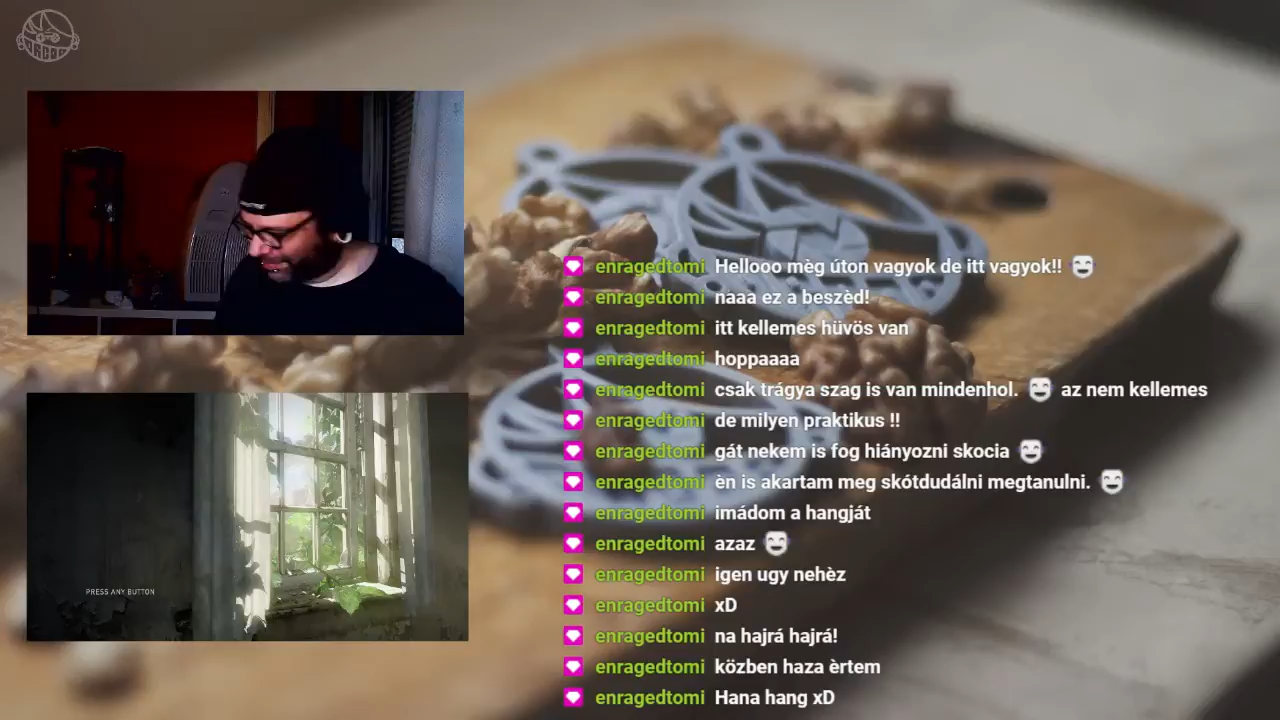 enragedtomi Hellooo mèg úton vagyok de itt vagyok!!
enragedtomi naaa ez a beszèd!
enragedtomi itt kellemes hüvös van
enragedtomi hoppaaaa
enragedtomi csak trágya szag is van mindenhol. az nem kellemes
enragedtomi de milyen praktikus !!
enragedtomi gát nekem is fog hiányozni skocia
enragedtomi èn is akartam meg skótdudálni megtanulni.
enragedtomi imádom a hangját
enragedtomi azaz
enragedtomi igen ugy nehèz
PRESS ANY BUTTON
enragedtomi xD
enragedtomi na hajrá hajrá!
enragedtomi közben haza èrtem
enragedtomi Hana hang xD